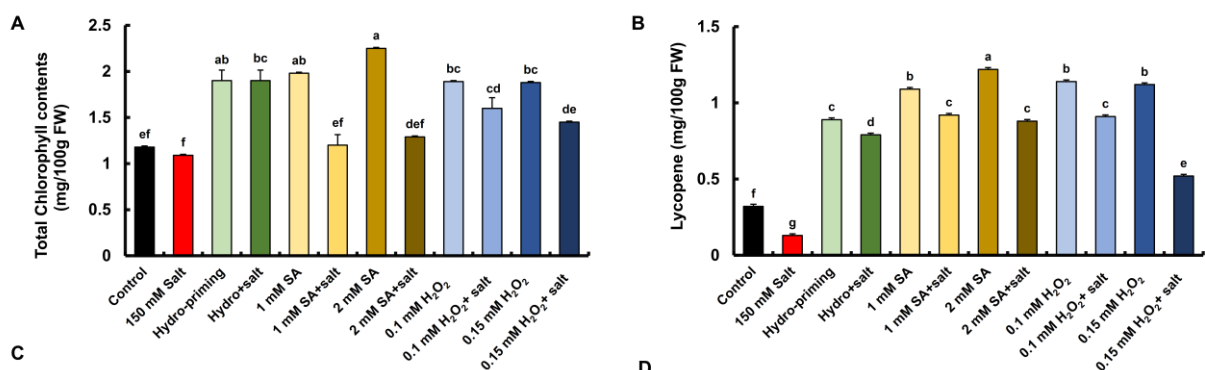 A
Total Chlorophyll contents
(mg/100g FW)
2.5
2
1.5
1
0.5
0
ef
f
ab
bc
ab
ef
a
def
bc
cd
bc
de
Control
150 mM Salt
Hydro-priming
Hydro+salt
1 mM SA
1 mM SA+salt
2 mM SA
2 mM SA+salt
0.1 mM H₂O₂
0.1 mM H₂O₂+ salt
0.15 mM H₂O₂
0.15 mM H₂O₂+ salt
B
Lycopene (mg/100g FW)
1.5
1
0.5
0
f
g
c
d
b
c
a
c
b
c
b
e
Control
150 mM Salt
Hydro-priming
Hydro+salt
1 mM SA
1 mM SA+salt
2 mM SA
2 mM SA+salt
0.1 mM H₂O₂
0.1 mM H₂O₂+ salt
0.15 mM H₂O₂
0.15 mM H₂O₂+ salt
C
D